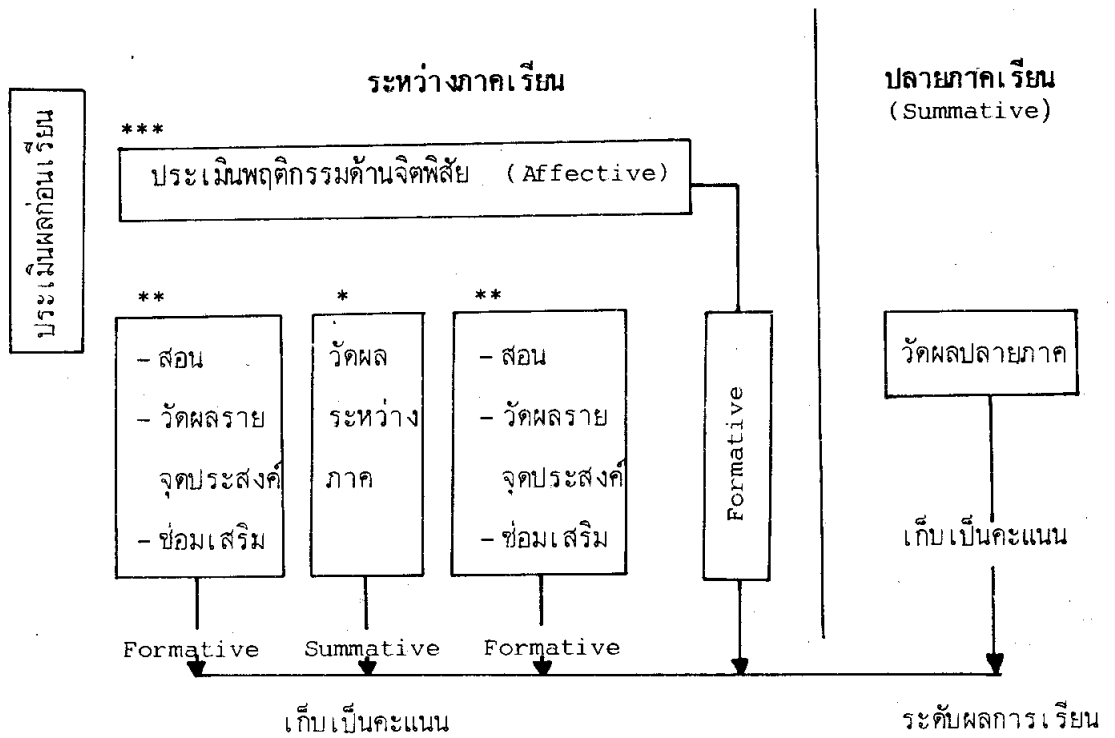 ประเมินผลก่อนเรียน
ระหว่างภาคเรียน
***
ประเมินพฤติกรรมด้านจิตพิสัย (Affective)
**
- สอน
- วัดผลราย
จุดประสงค์
- ซ่อมเสริม
Formative
*
วัดผล
ระหว่าง
ภาค
Summative
**
- สอน
- วัดผลราย
จุดประสงค์
- ซ่อมเสริม
Formative
Formative
เก็บเป็นคะแนน
ปลายภาคเรียน
(Summative)
วัดผลปลายภาค
เก็บเป็นคะแนน
ระดับผลการเรียน